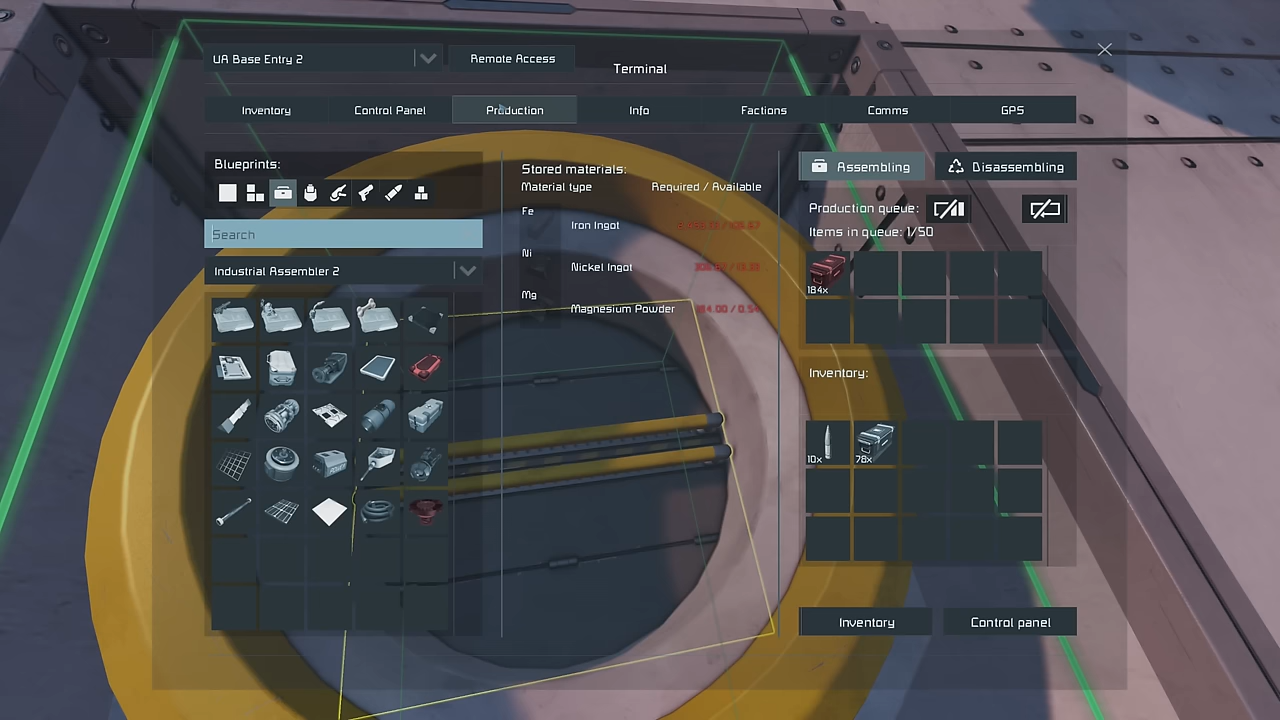 UA Base Entry 2
Remote Access
Terminal
Inventory
Control Panel
Production
Info
Factions
Comms
GPS
Blueprints:
Search
Industrial Assembler 2
Stored materials:
Material type
Required / Available
Fe
Iron Ingot
Ni
Nickel Ingot
Mg
Magnesium Powder
Assembling
Disassembling
Production queue:
Items in queue: 1/50
184x
Inventory:
10x
78x
Inventory
Control panel